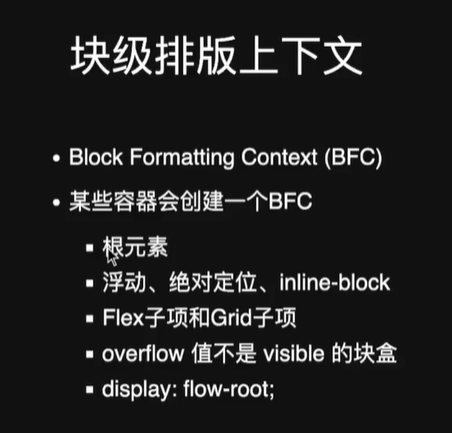 块级排版上下文
• Block Formatting Context (BFC)
• 某些容器会创建一个BFC
▪ 根元素
▪ 浮动、绝对定位、inline-block
▪ Flex子项和Grid子项
▪ overflow 值不是 visible 的块盒
▪ display: flow-root;